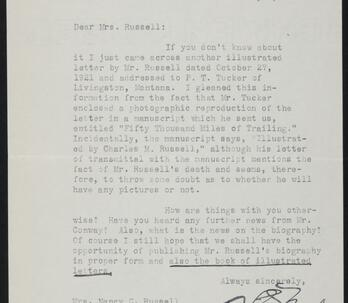 Dear Mrs. Russell:
If you don't know about
it I just came across another illustrated
letter by Mr. Russell dated October 27,
1921 and addressed to P. T. Tucker of
Livingston, Montana. I gleaned this in-
formation from the fact that Mr. Tucker
enclosed a photographic reproduction of the
letter in a manuscript which he sent us,
entitled "Fifty Thousand Miles of Trailing."
Incidentally, the manuscript says, "Illustrat-
ed by Charles M. Russell," although his letter
of transmittal with the manuscript mentions the
fact of Mr. Russell's death and seems, there-
fore, to throw some doubt as to whether he will
have any pictures or not.
How are things with you other-
wise? Have you heard any further news from Mr.
Conway? Also, what is the news on the biography?
Of course I still hope that we shall have the
opportunity of publishing Mr. Russell's biography
in proper form and also the book of illustrated
letters.
Always sincerely,
Mrs. Nancy C. Russell